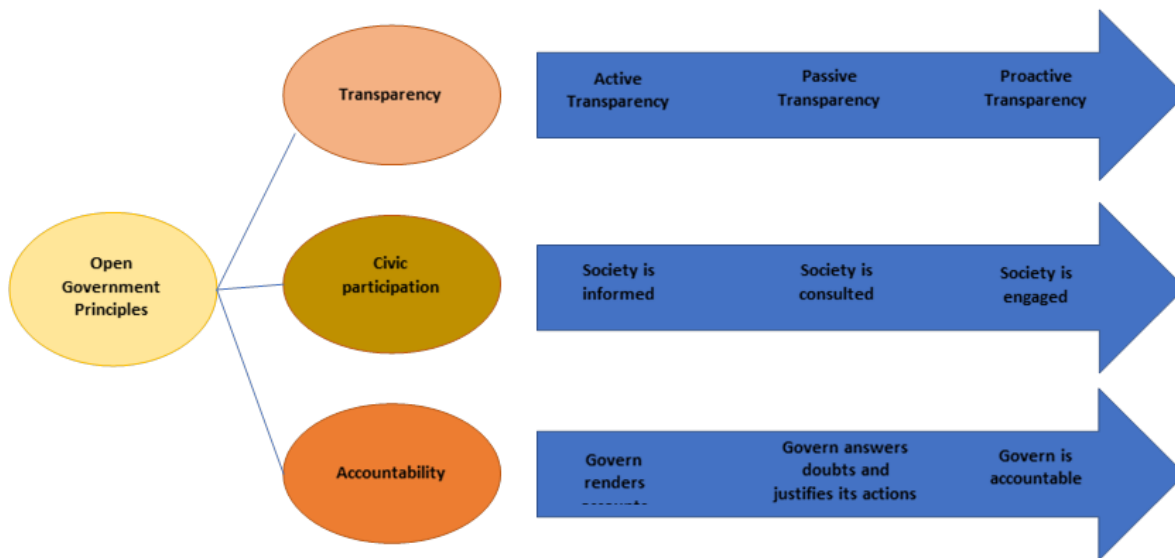 Transparency
Active
Transparency
Passive
Transparency
Proactive
Transparency
Open
Government
Principles
Civic
participation
Society is
informed
Society is
consulted
Society is
engaged
Accountability
Govern
renders
Govern answers
doubts and
justifies its actions
Govern is
accountable